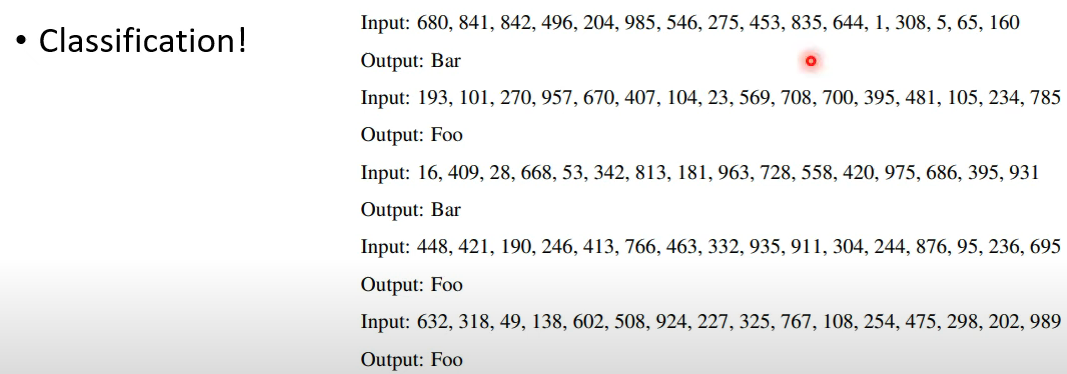 • Classification!
Input: 680, 841, 842, 496, 204, 985, 546, 275, 453, 835, 644, 1, 308, 5, 65, 160
Output: Bar
Input: 193, 101, 270, 957, 670, 407, 104, 23, 569, 708, 700, 395, 481, 105, 234, 785
Output: Foo
Input: 16, 409, 28, 668, 53, 342, 813, 181, 963, 728, 558, 420, 975, 686, 395, 931
Output: Bar
Input: 448, 421, 190, 246, 413, 766, 463, 332, 935, 911, 304, 244, 876, 95, 236, 695
Output: Foo
Input: 632, 318, 49, 138, 602, 508, 924, 227, 325, 767, 108, 254, 475, 298, 202, 989
Output: Foo